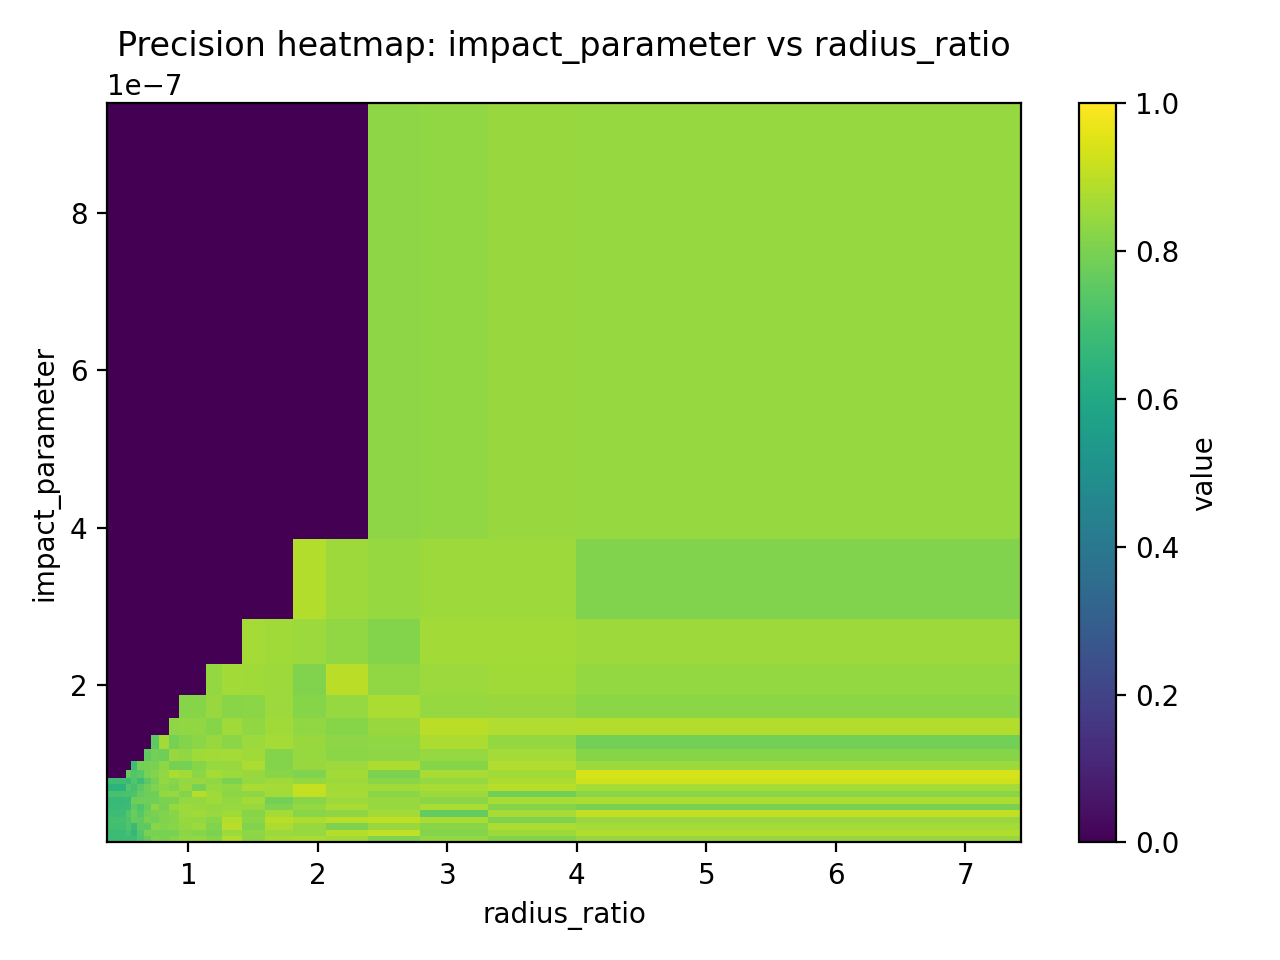 Precision heatmap: impact_parameter vs radius_ratio
1e−7
8
6
4
2
impact_parameter
1 2 3 4 5 6 7
radius_ratio
1.0
0.8
0.6
0.4
0.2
0.0
value